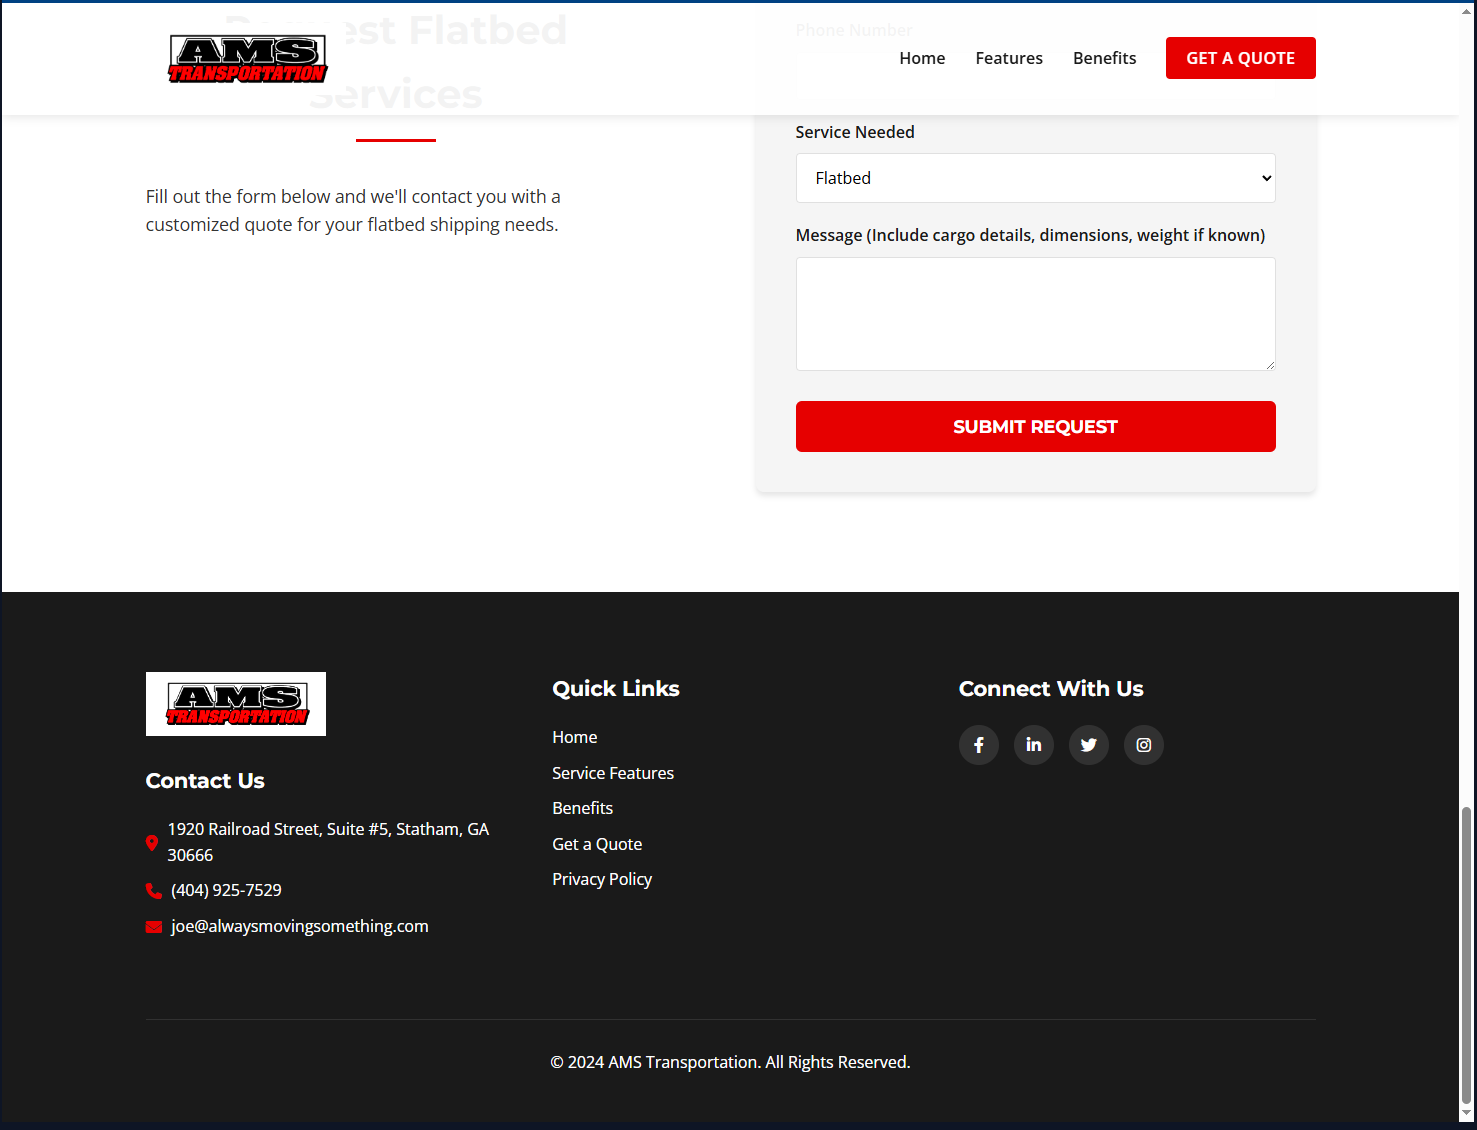 AMS
TRANSPORTATION
Home
Features
Benefits
GET A QUOTE
Request Flatbed
Services
Fill out the form below and we'll contact you with a
customized quote for your flatbed shipping needs.
Phone Number
Service Needed
Flatbed
Message (Include cargo details, dimensions, weight if known)
SUBMIT REQUEST
AMS
TRANSPORTATION
Contact Us
1920 Railroad Street, Suite #5, Statham, GA
30666
(404) 925-7529
joe@alwaysmovingsomething.com
Quick Links
Home
Service Features
Benefits
Get a Quote
Privacy Policy
Connect With Us
© 2024 AMS Transportation. All Rights Reserved.